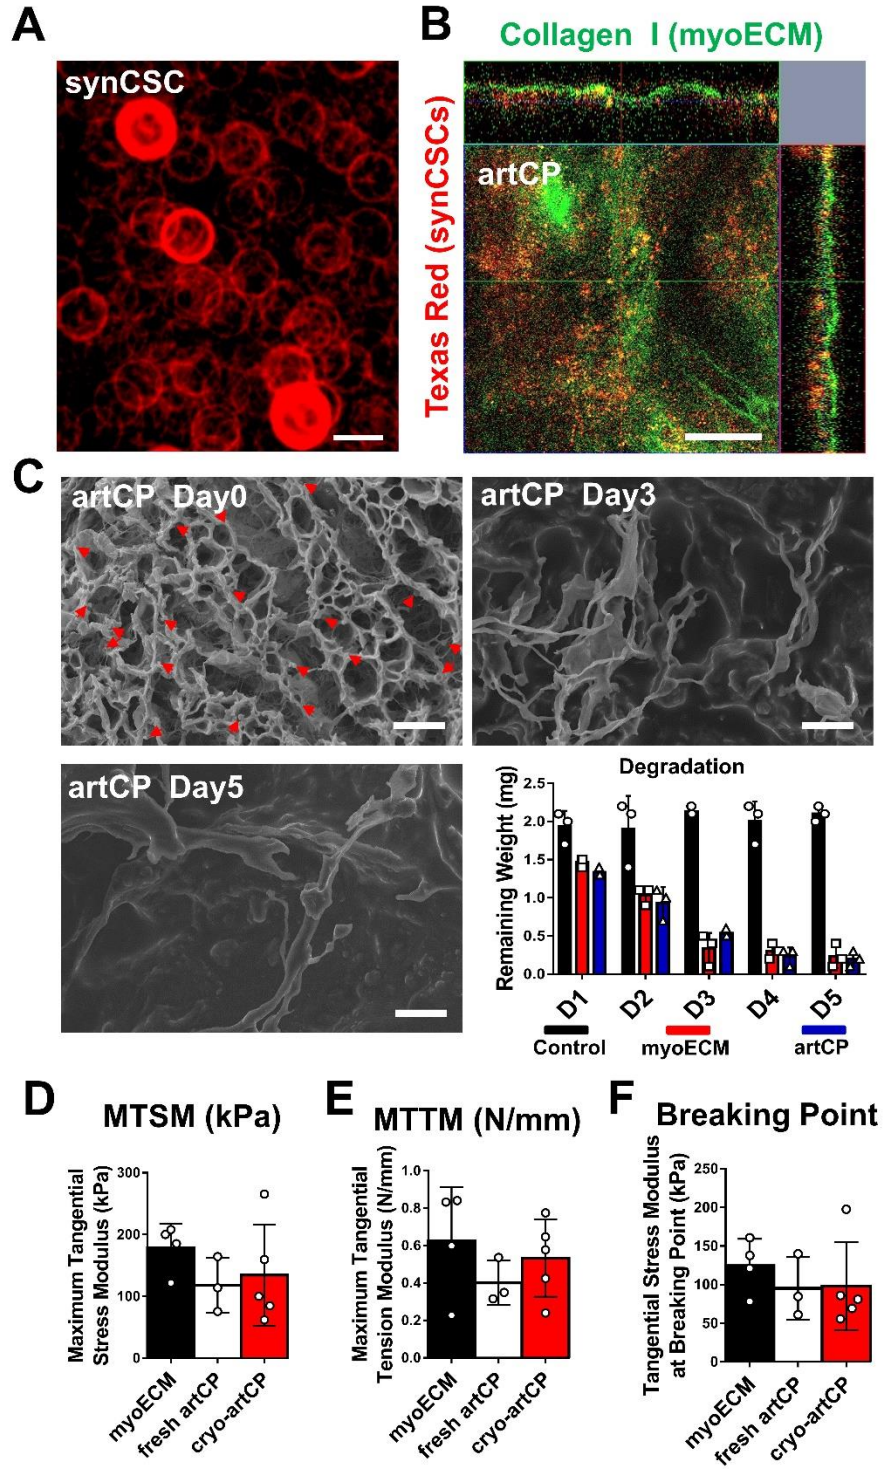 A
synCSC
B
Collagen I (myoECM)
Texas Red (synCSCs)
artCP
C
artCP Day0
artCP Day3
artCP Day5
Degradation
Remaining Weight (mg)
2.5
2.0
1.5
1.0
0.5
0.0
D1 D2 D3 D4 D5
Control myoECM artCP
D
MTSM (kPa)
Maximum Tangential
Stress Modulus (kPa)
300
200
100
0
myoECM
fresh artCP
cryo-artCP
E
MTTM (N/mm)
Maximum Tangential
Tension Modulus (N/mm)
1.0
0.8
0.6
0.4
0.2
0.0
myoECM
fresh artCP
cryo-artCP
F
Breaking Point
Tangential Stress Modulus
at Breaking Point (kPa)
250
200
150
100
50
0
myoECM
fresh artCP
cryo-artCP